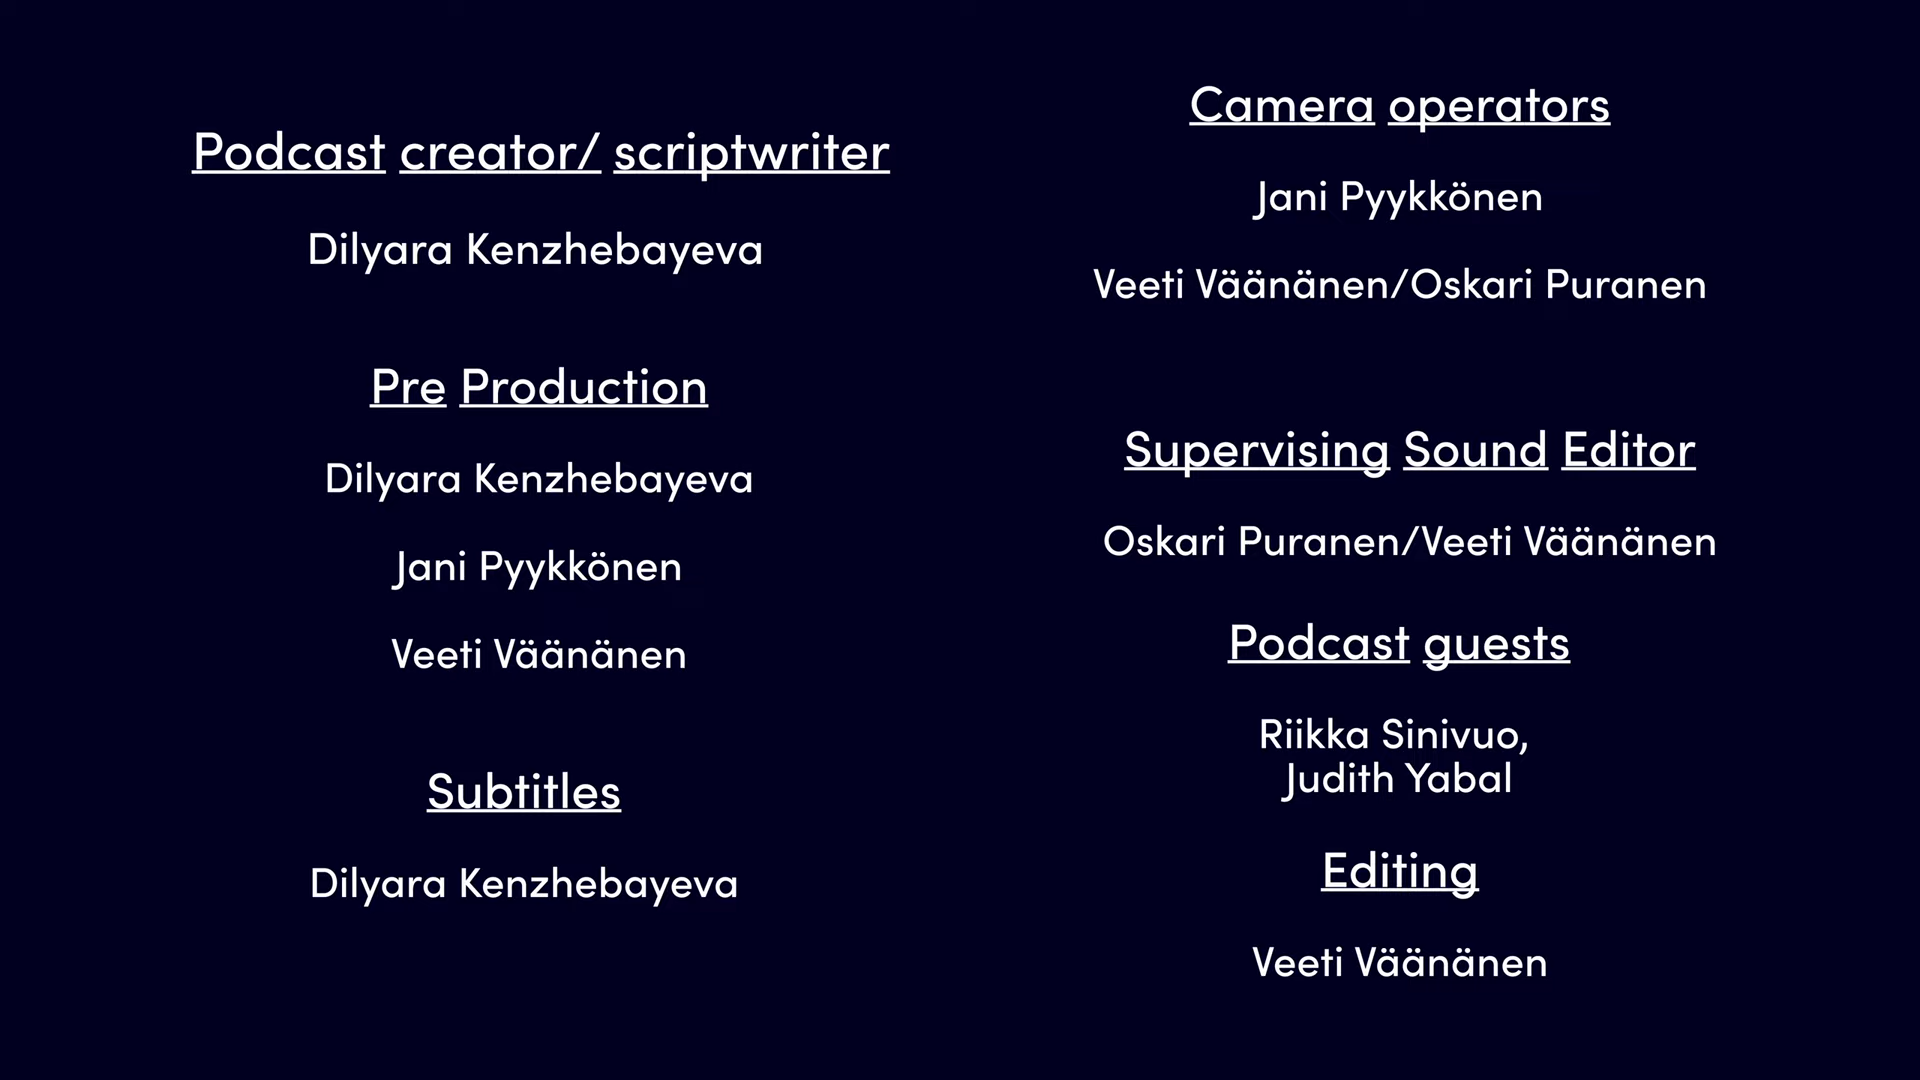 Podcast creator/ scriptwriter
Dilyara Kenzhebayeva
Pre Production
Dilyara Kenzhebayeva
Jani Pyykkönen
Veeti Väänänen
Subtitles
Dilyara Kenzhebayeva
Camera operators
Jani Pyykkönen
Veeti Väänänen/Oskari Puranen
Supervising Sound Editor
Oskari Puranen/Veeti Väänänen
Podcast guests
Riikka Sinivuo,
Judith Yabal
Editing
Veeti Väänänen